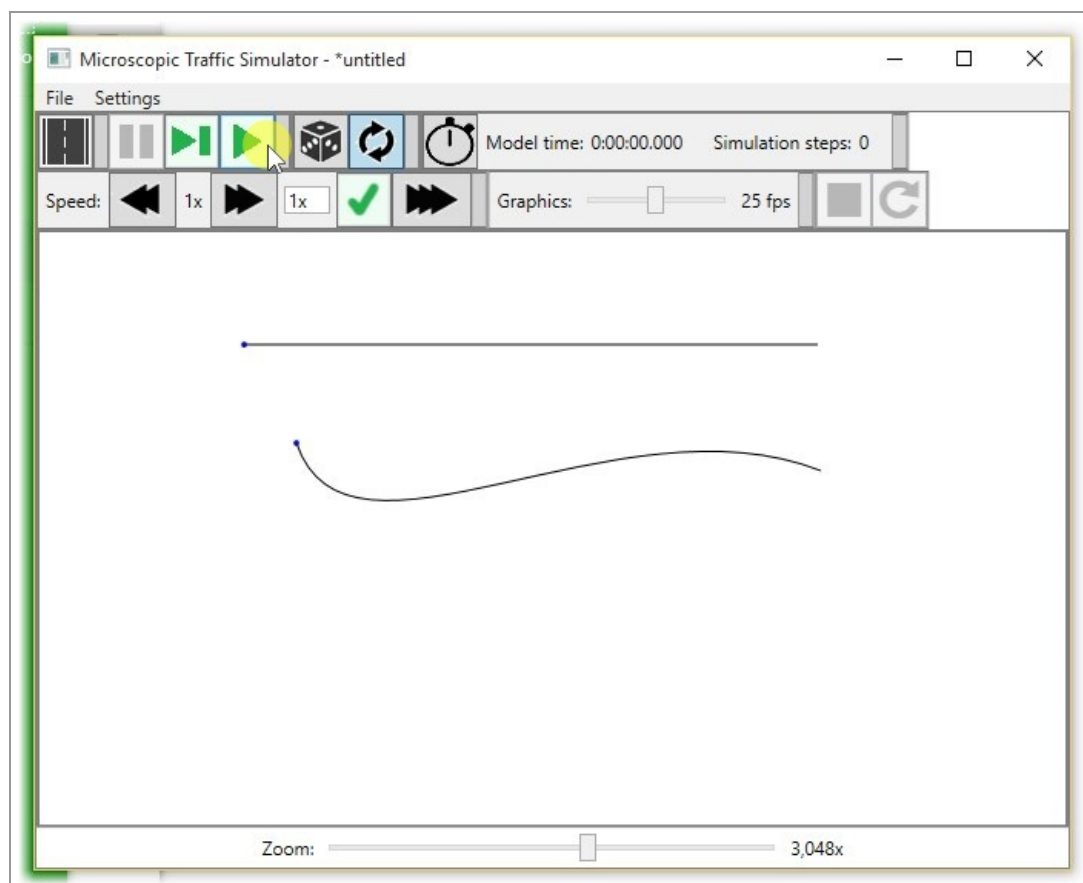 Microscopic Traffic Simulator - *untitled
File Settings
Model time: 0:00:00.000 Simulation steps: 0
Speed: 1x 1x Graphics: 25 fps
Zoom: 3,048x